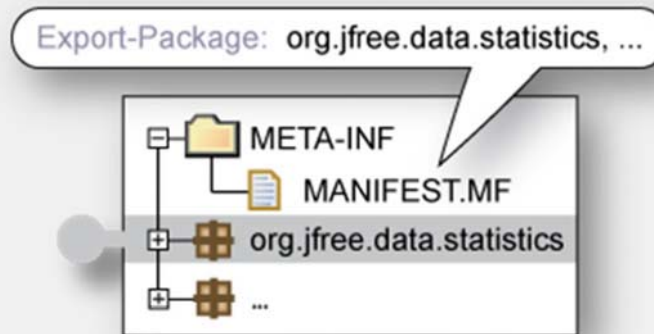 Export-Package: org.jfree.data.statistics, ...
META-INF
MANIFEST.MF
org.jfree.data.statistics
...